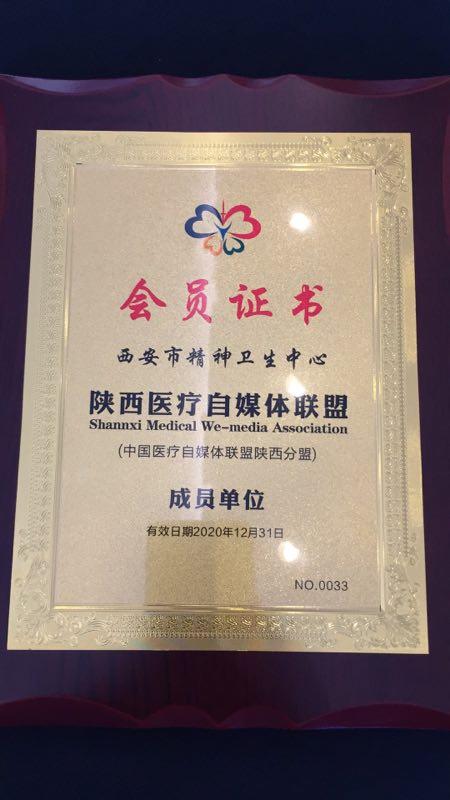 会员证书
西安市精神卫生中心
陕西医疗自媒体联盟
Shannxi Medical We-media Association
(中国医疗自媒体联盟陕西分盟)
成员单位
有效日期2020年12月31日
NO.0033